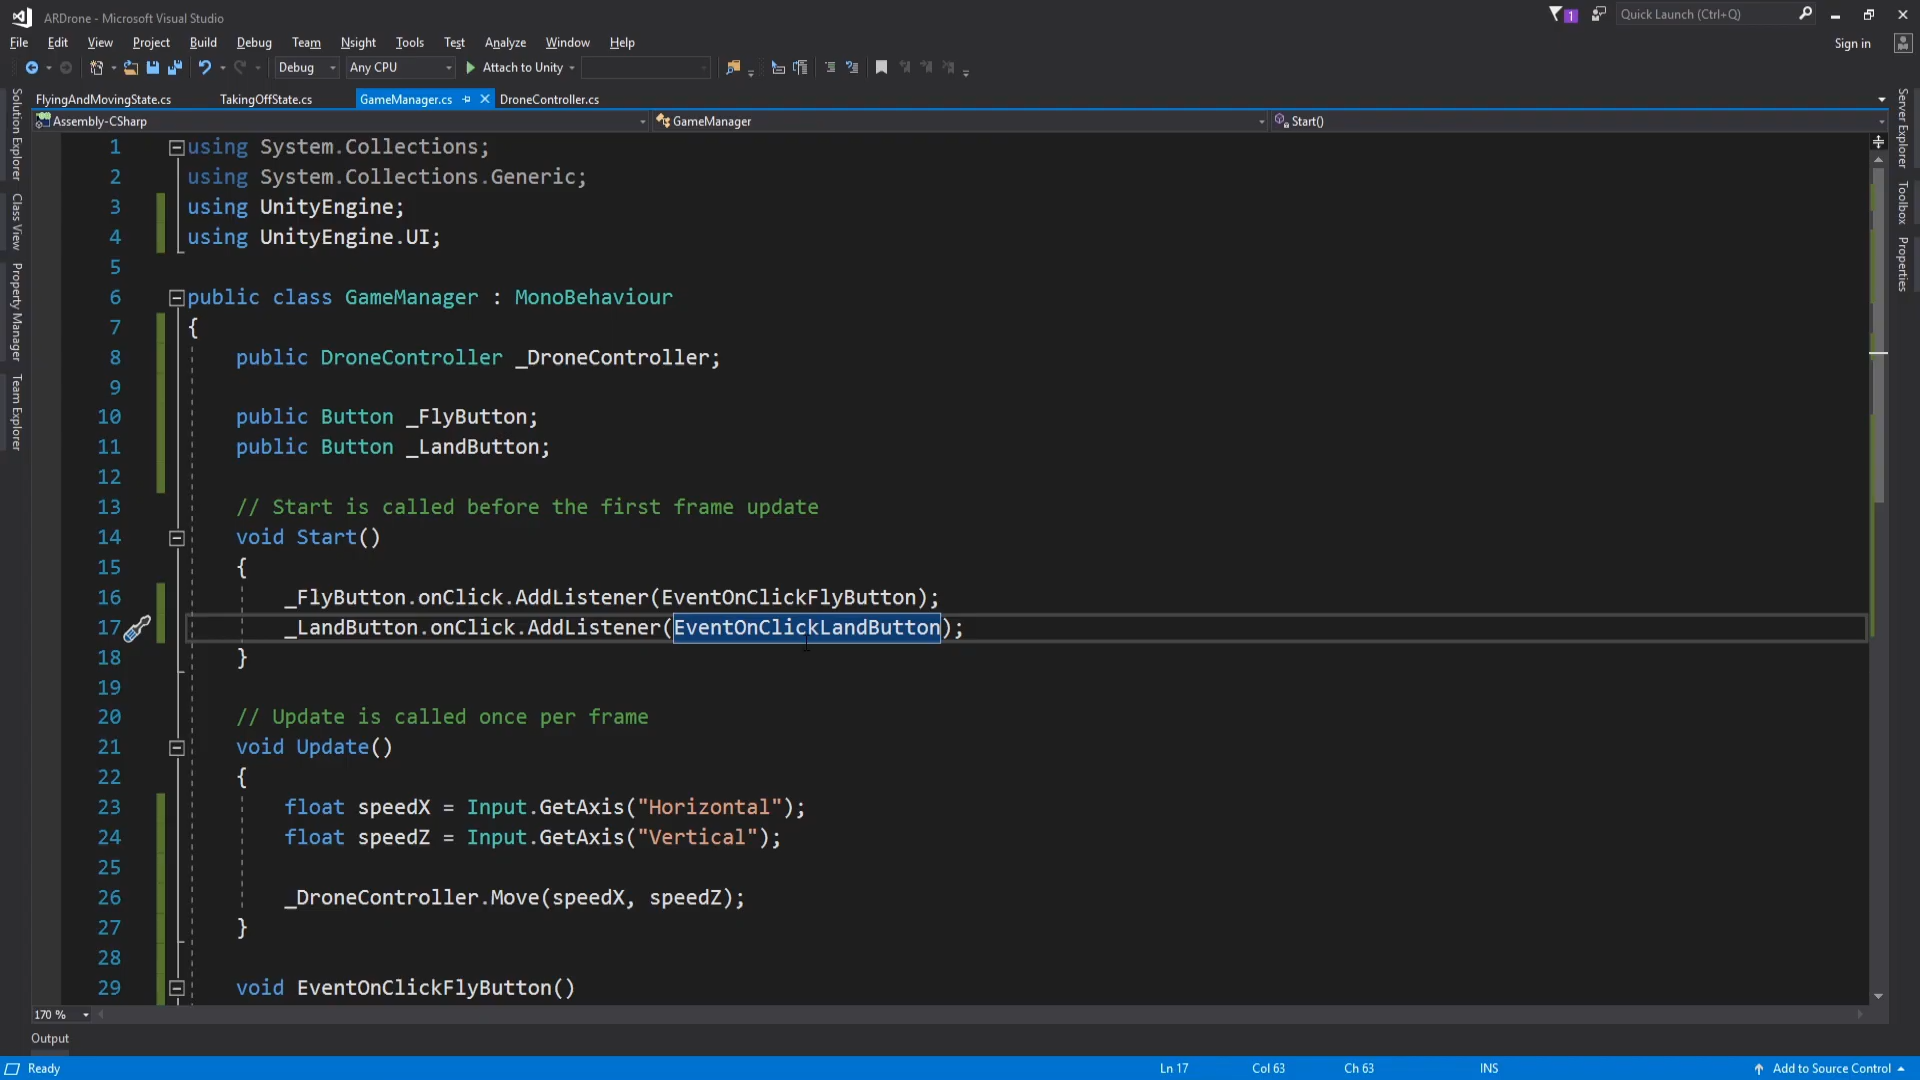 ARDrone - Microsoft Visual Studio
1
Quick Launch (Ctrl+Q)
File Edit View Project Build Debug Team Nsight Tools Test Analyze Window Help
Sign in
Debug Any CPU Attach to Unity
FlyingAndMovingState.cs TakingOffState.cs GameManager.cs DroneController.cs
Assembly-CSharp GameManager Start()
Solution Explorer
Class View
Property Manager
Team Explorer
1 using System.Collections;
2 using System.Collections.Generic;
3 using UnityEngine;
4 using UnityEngine.UI;
5
6 public class GameManager : MonoBehaviour
7 {
8 public DroneController _DroneController;
9
10 public Button _FlyButton;
11 public Button _LandButton;
12
13 // Start is called before the first frame update
14 void Start()
15 {
16 _FlyButton.onClick.AddListener(EventOnClickFlyButton);
17 _LandButton.onClick.AddListener(EventOnClickLandButton);
18 }
19
20 // Update is called once per frame
21 void Update()
22 {
23 float speedX = Input.GetAxis("Horizontal");
24 float speedZ = Input.GetAxis("Vertical");
25
26 _DroneController.Move(speedX, speedZ);
27 }
28
29 void EventOnClickFlyButton()
Server Explorer
Toolbox
Properties
170 %
Output
Ready Ln 17 Col 63 Ch 63 INS Add to Source Control